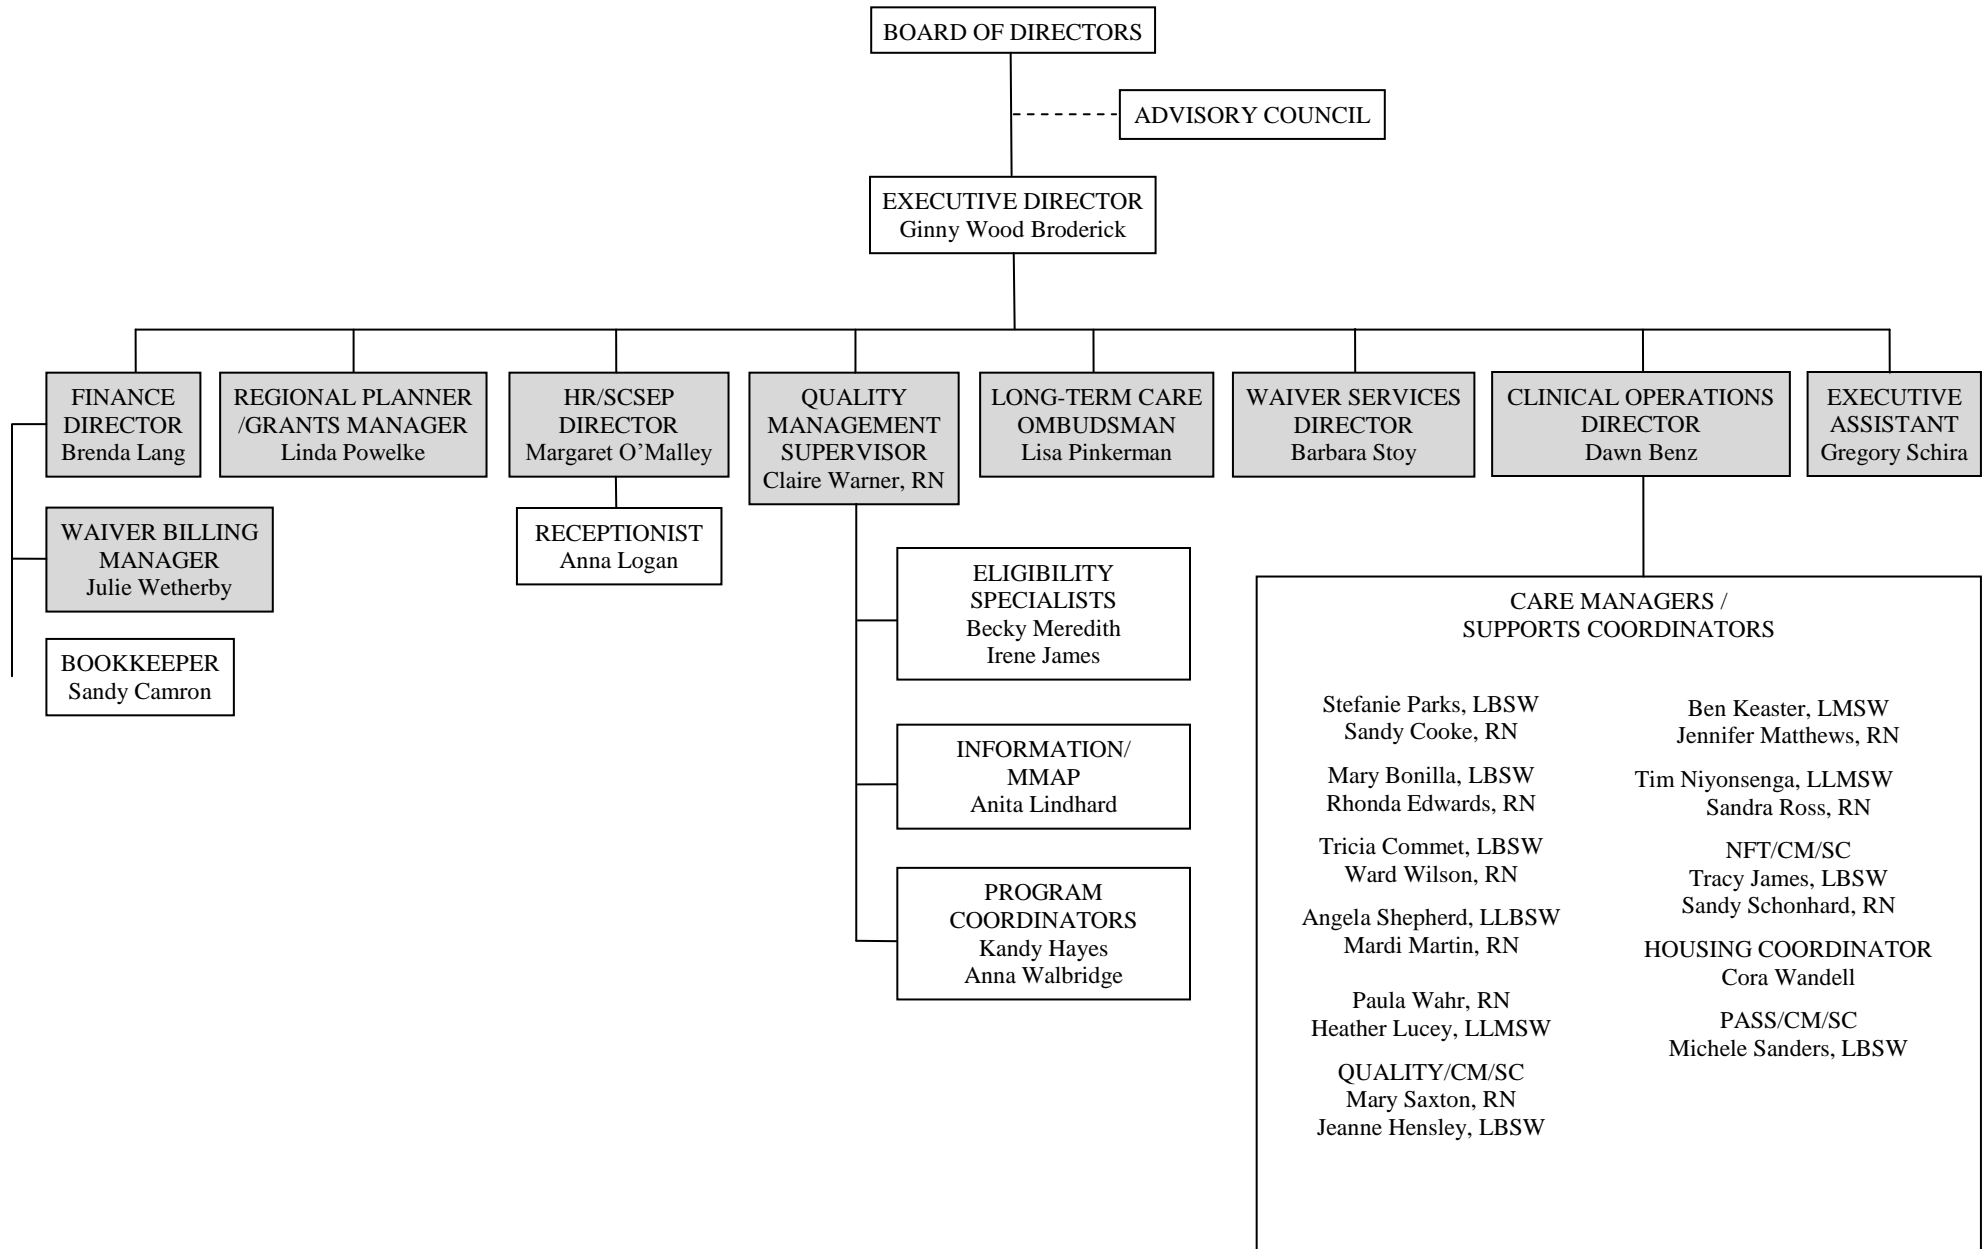 BOARD OF DIRECTORS
ADVISORY COUNCIL
EXECUTIVE DIRECTOR
Ginny Wood Broderick
FINANCE
DIRECTOR
Brenda Lang
REGIONAL PLANNER
/GRANTS MANAGER
Linda Powelke
HR/SCSEP
DIRECTOR
Margaret O’Malley
QUALITY
MANAGEMENT
SUPERVISOR
Claire Warner, RN
LONG-TERM CARE
OMBUDSMAN
Lisa Pinkerman
WAIVER SERVICES
DIRECTOR
Barbara Stoy
CLINICAL OPERATIONS
DIRECTOR
Dawn Benz
EXECUTIVE
ASSISTANT
Gregory Schira
WAIVER BILLING
MANAGER
Julie Wetherby
BOOKKEEPER
Sandy Camron
RECEPTIONIST
Anna Logan
ELIGIBILITY
SPECIALISTS
Becky Meredith
Irene James
INFORMATION/
MMAP
Anita Lindhard
PROGRAM
COORDINATORS
Kandy Hayes
Anna Walbridge
CARE MANAGERS /
SUPPORTS COORDINATORS
Stefanie Parks, LBSW
Sandy Cooke, RN
Mary Bonilla, LBSW
Rhonda Edwards, RN
Tricia Commet, LBSW
Ward Wilson, RN
Angela Shepherd, LLBSW
Mardi Martin, RN
Paula Wahr, RN
Heather Lucey, LLMSW
QUALITY/CM/SC
Mary Saxton, RN
Jeanne Hensley, LBSW
Ben Keaster, LMSW
Jennifer Matthews, RN
Tim Niyonsenga, LLMSW
Sandra Ross, RN
NFT/CM/SC
Tracy James, LBSW
Sandy Schonhard, RN
HOUSING COORDINATOR
Cora Wandell
PASS/CM/SC
Michele Sanders, LBSW